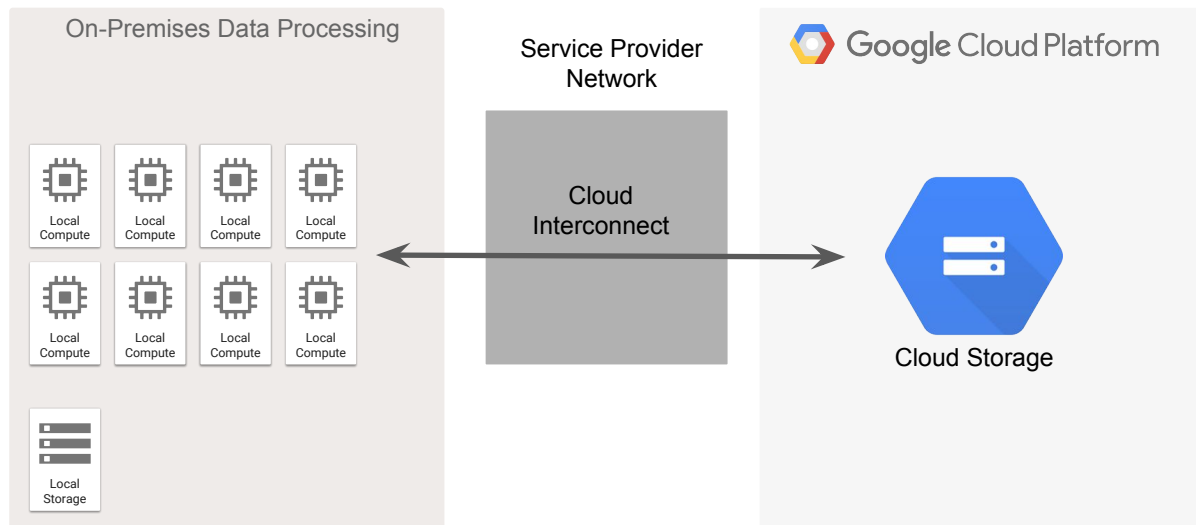 On-Premises Data Processing
Service Provider
Network
Google Cloud Platform
Cloud
Interconnect
Local
Compute
Local
Compute
Local
Compute
Local
Compute
Local
Compute
Local
Compute
Local
Compute
Local
Compute
Cloud Storage
Local
Storage